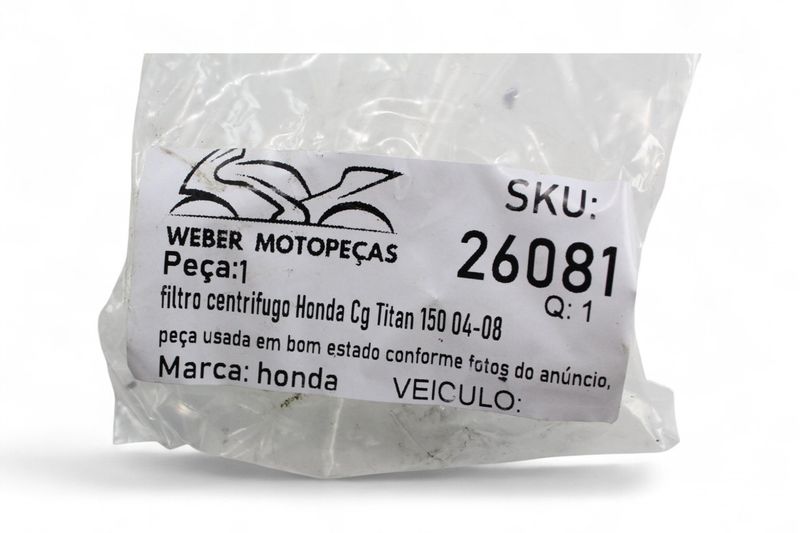 WEBER MOTOPEÇAS
SKU:
26081
Q: 1
Peça:1
filtro centrifugo Honda Cg Titan 150 04-08
peça usada em bom estado conforme fotos do anúncio,
Marca: honda
VEICULO: